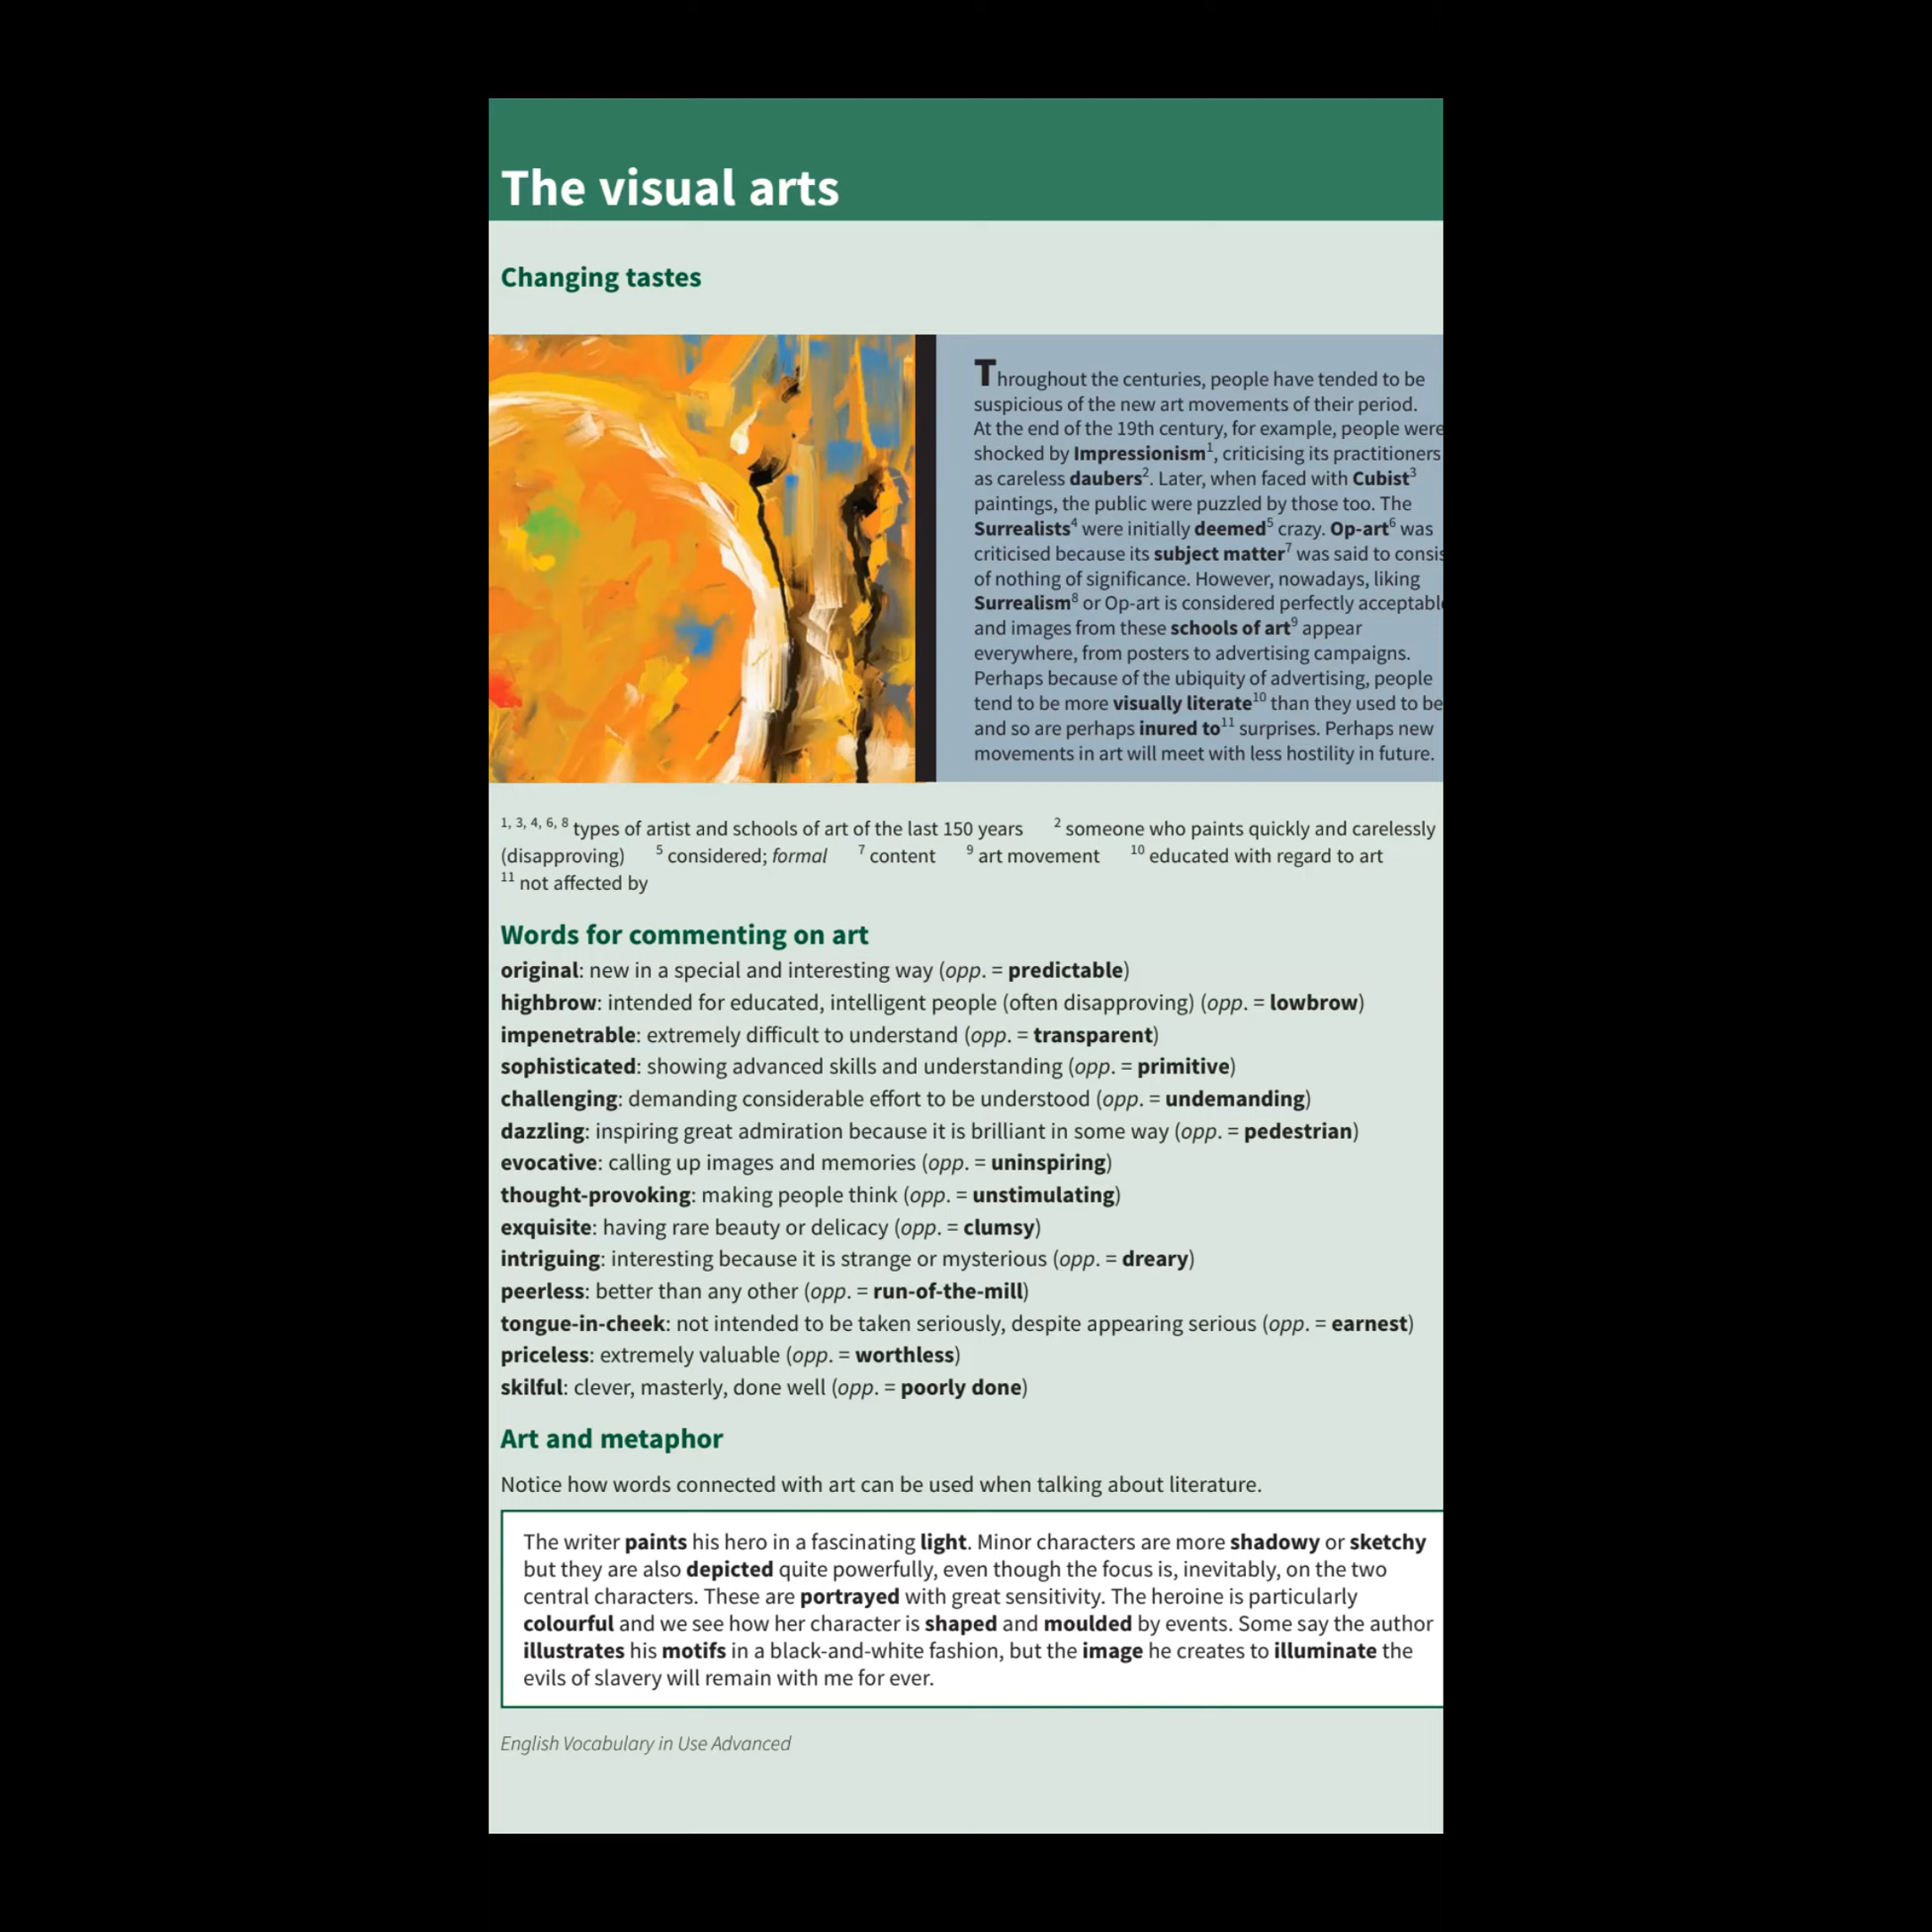 The visual arts
Changing tastes
Throughout the centuries, people have tended to be
suspicious of the new art movements of their period.
At the end of the 19th century, for example, people were
shocked by Impressionism1, criticising its practitioners
as careless daubers2. Later, when faced with Cubist3
paintings, the public were puzzled by those too. The
Surrealists4 were initially deemed5 crazy. Op-art6 was
criticised because its subject matter7 was said to consis
of nothing of significance. However, nowadays, liking
Surrealism8 or Op-art is considered perfectly acceptable
and images from these schools of art9 appear
everywhere, from posters to advertising campaigns.
Perhaps because of the ubiquity of advertising, people
tend to be more visually literate10 than they used to be
and so are perhaps inured to11 surprises. Perhaps new
movements in art will meet with less hostility in future.
1, 3, 4, 6, 8 types of artist and schools of art of the last 150 years 2 someone who paints quickly and carelessly
(disapproving) 5 considered; formal 7 content 9 art movement 10 educated with regard to art
11 not affected by
Words for commenting on art
original: new in a special and interesting way (opp. = predictable)
highbrow: intended for educated, intelligent people (often disapproving) (opp. = lowbrow)
impenetrable: extremely difficult to understand (opp. = transparent)
sophisticated: showing advanced skills and understanding (opp. = primitive)
challenging: demanding considerable effort to be understood (opp. = undemanding)
dazzling: inspiring great admiration because it is brilliant in some way (opp. = pedestrian)
evocative: calling up images and memories (opp. = uninspiring)
thought-provoking: making people think (opp. = unstimulating)
exquisite: having rare beauty or delicacy (opp. = clumsy)
intriguing: interesting because it is strange or mysterious (opp. = dreary)
peerless: better than any other (opp. = run-of-the-mill)
tongue-in-cheek: not intended to be taken seriously, despite appearing serious (opp. = earnest)
priceless: extremely valuable (opp. = worthless)
skilful: clever, masterly, done well (opp. = poorly done)
Art and metaphor
Notice how words connected with art can be used when talking about literature.
The writer paints his hero in a fascinating light. Minor characters are more shadowy or sketchy
but they are also depicted quite powerfully, even though the focus is, inevitably, on the two
central characters. These are portrayed with great sensitivity. The heroine is particularly
colourful and we see how her character is shaped and moulded by events. Some say the author
illustrates his motifs in a black-and-white fashion, but the image he creates to illuminate the
evils of slavery will remain with me for ever.
English Vocabulary in Use Advanced